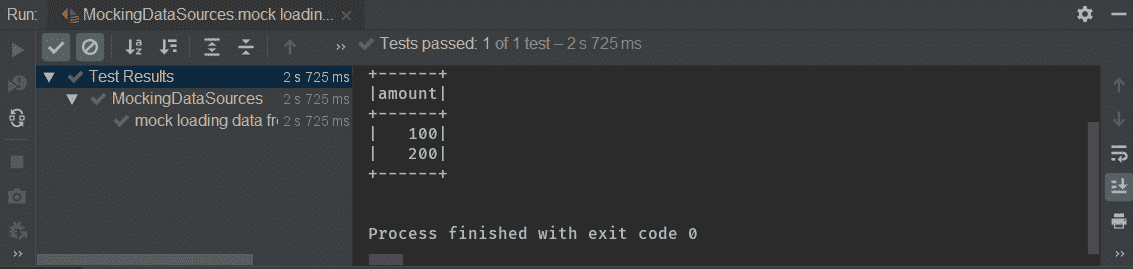 Run: MockingDataSources.mock loadin... ×
» Tests passed: 1 of 1 test – 2 s 725 ms
Test Results 2 s 725 ms
MockingDataSources 2 s 725 ms
mock loading data fr 2 s 725 ms
+------+
|amount|
+------+
|   100|
|   200|
+------+
Process finished with exit code 0
» »